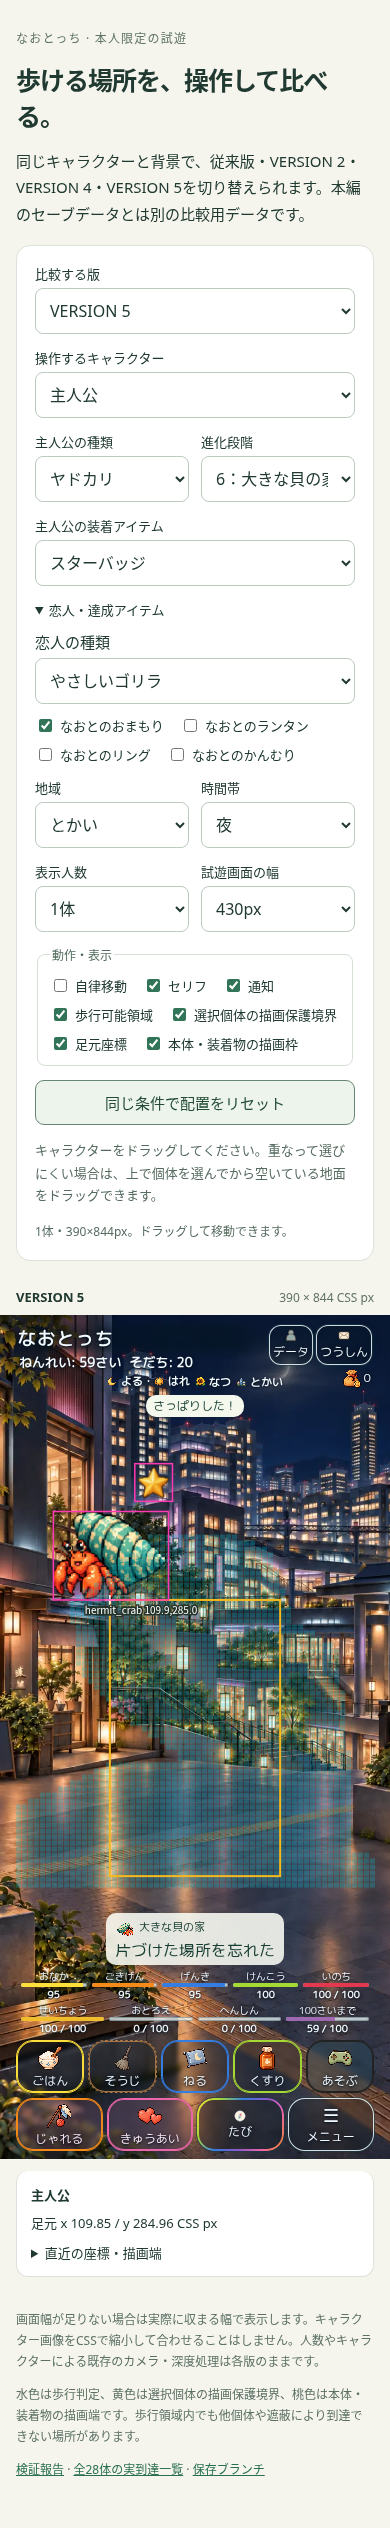 なおとっち · 本人限定の試遊
歩ける場所を、操作して比べ
る。
同じキャラクターと背景で、従来版・VERSION 2・
VERSION 4・VERSION 5を切り替えられます。本編
のセーブデータとは別の比較用データです。
比較する版
VERSION 5
操作するキャラクター
主人公
主人公の種類 進化段階
ヤドカリ 6：大きな貝の家
主人公の装着アイテム
スターバッジ
▼ 恋人・達成アイテム
恋人の種類
やさしいゴリラ
なおとのおまもり なおとのランタン
なおとのリング なおとのかんむり
地域 時間帯
とかい 夜
表示人数 試遊画面の幅
1体 430px
動作・表示
自律移動 セリフ 通知
歩行可能領域 選択個体の描画保護境界
足元座標 本体・装着物の描画枠
同じ条件で配置をリセット
キャラクターをドラッグしてください。重なって選び
にくい場合は、上で個体を選んでから空いている地面
をドラッグできます。
1体・390×844px。ドラッグして移動できます。
VERSION 5 390 × 844 CSS px
なおとっち
データ つうしん
ねんれい: 59さい そだち: 20
よる · はれ なつ とかい 0
さっぱりした！
hermit_crab 109.9,285.0
大きな貝の家
片づけた場所を忘れた
おなか ごきげん げんき けんこう いのち
95 95 95 100 100 / 100
せいちょう おとろえ へんしん 100さいまで
100 / 100 0 / 100 0 / 100 59 / 100
ごはん そうじ ねる くすり あそぶ
じゃれる きゅうあい たび メニュー
主人公
足元 x 109.85 / y 284.96 CSS px
▶ 直近の座標・描画端
画面幅が足りない場合は実際に収まる幅で表示します。キャラク
ター画像をCSSで縮小して合わせることはしません。人数やキャラ
クターによる既存のカメラ・深度処理は各版のままです。
水色は歩行判定、黄色は選択個体の描画保護境界、桃色は本体・
装着物の描画端です。歩行領域内でも他個体や遮蔽により到達で
きない場所があります。
検証報告 · 全28体の実到達一覧 · 保存ブランチ